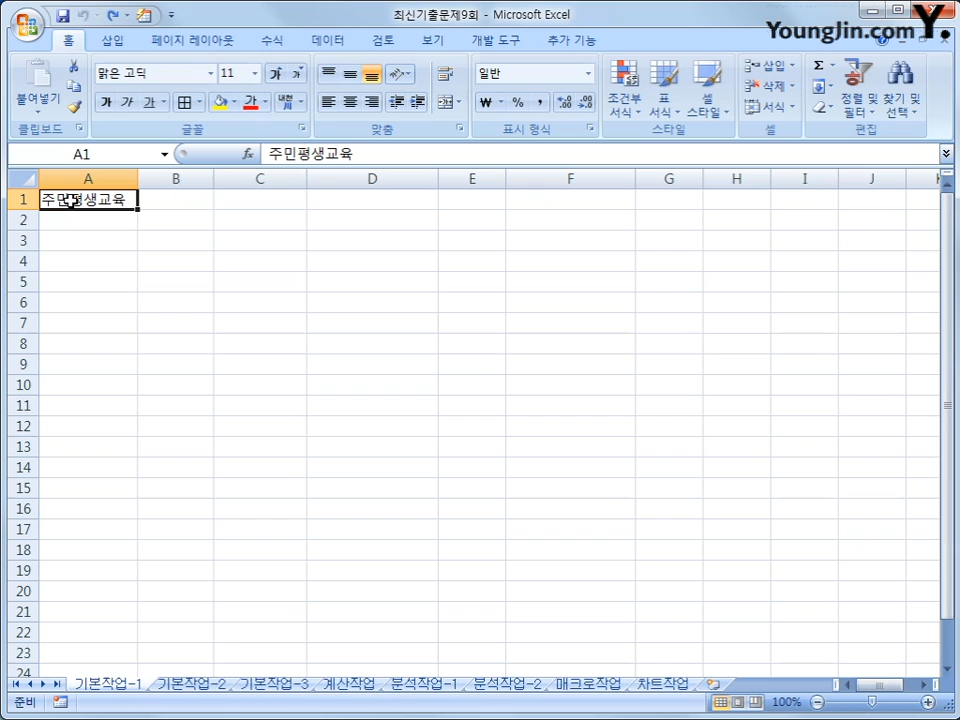 최신기출문제9회 - Microsoft Excel
YoungJin.com Y.
홈 삽입 페이지 레이아웃 수식 데이터 검토 보기 개발 도구 추가 기능
붙여넣기 맑은 고딕 11 일반 조건부 서식 표 서식 셀 스타일 삽입 삭제 서식 Σ 정렬 및 필터 찾기 및 선택
가 가 가 가 가 가 ₩ % ,
클립보드 글꼴 맞춤 표시 형식 스타일 셀 편집
A1 fx 주민평생교육
A B C D E F G H I J
1 주민평생교육
2
3
4
5
6
7
8
9
10
11
12
13
14
15
16
17
18
19
20
21
22
23
24
기본작업-1 기본작업-2 기본작업-3 계산작업 분석작업-1 분석작업-2 매크로작업 차트작업
준비 100%